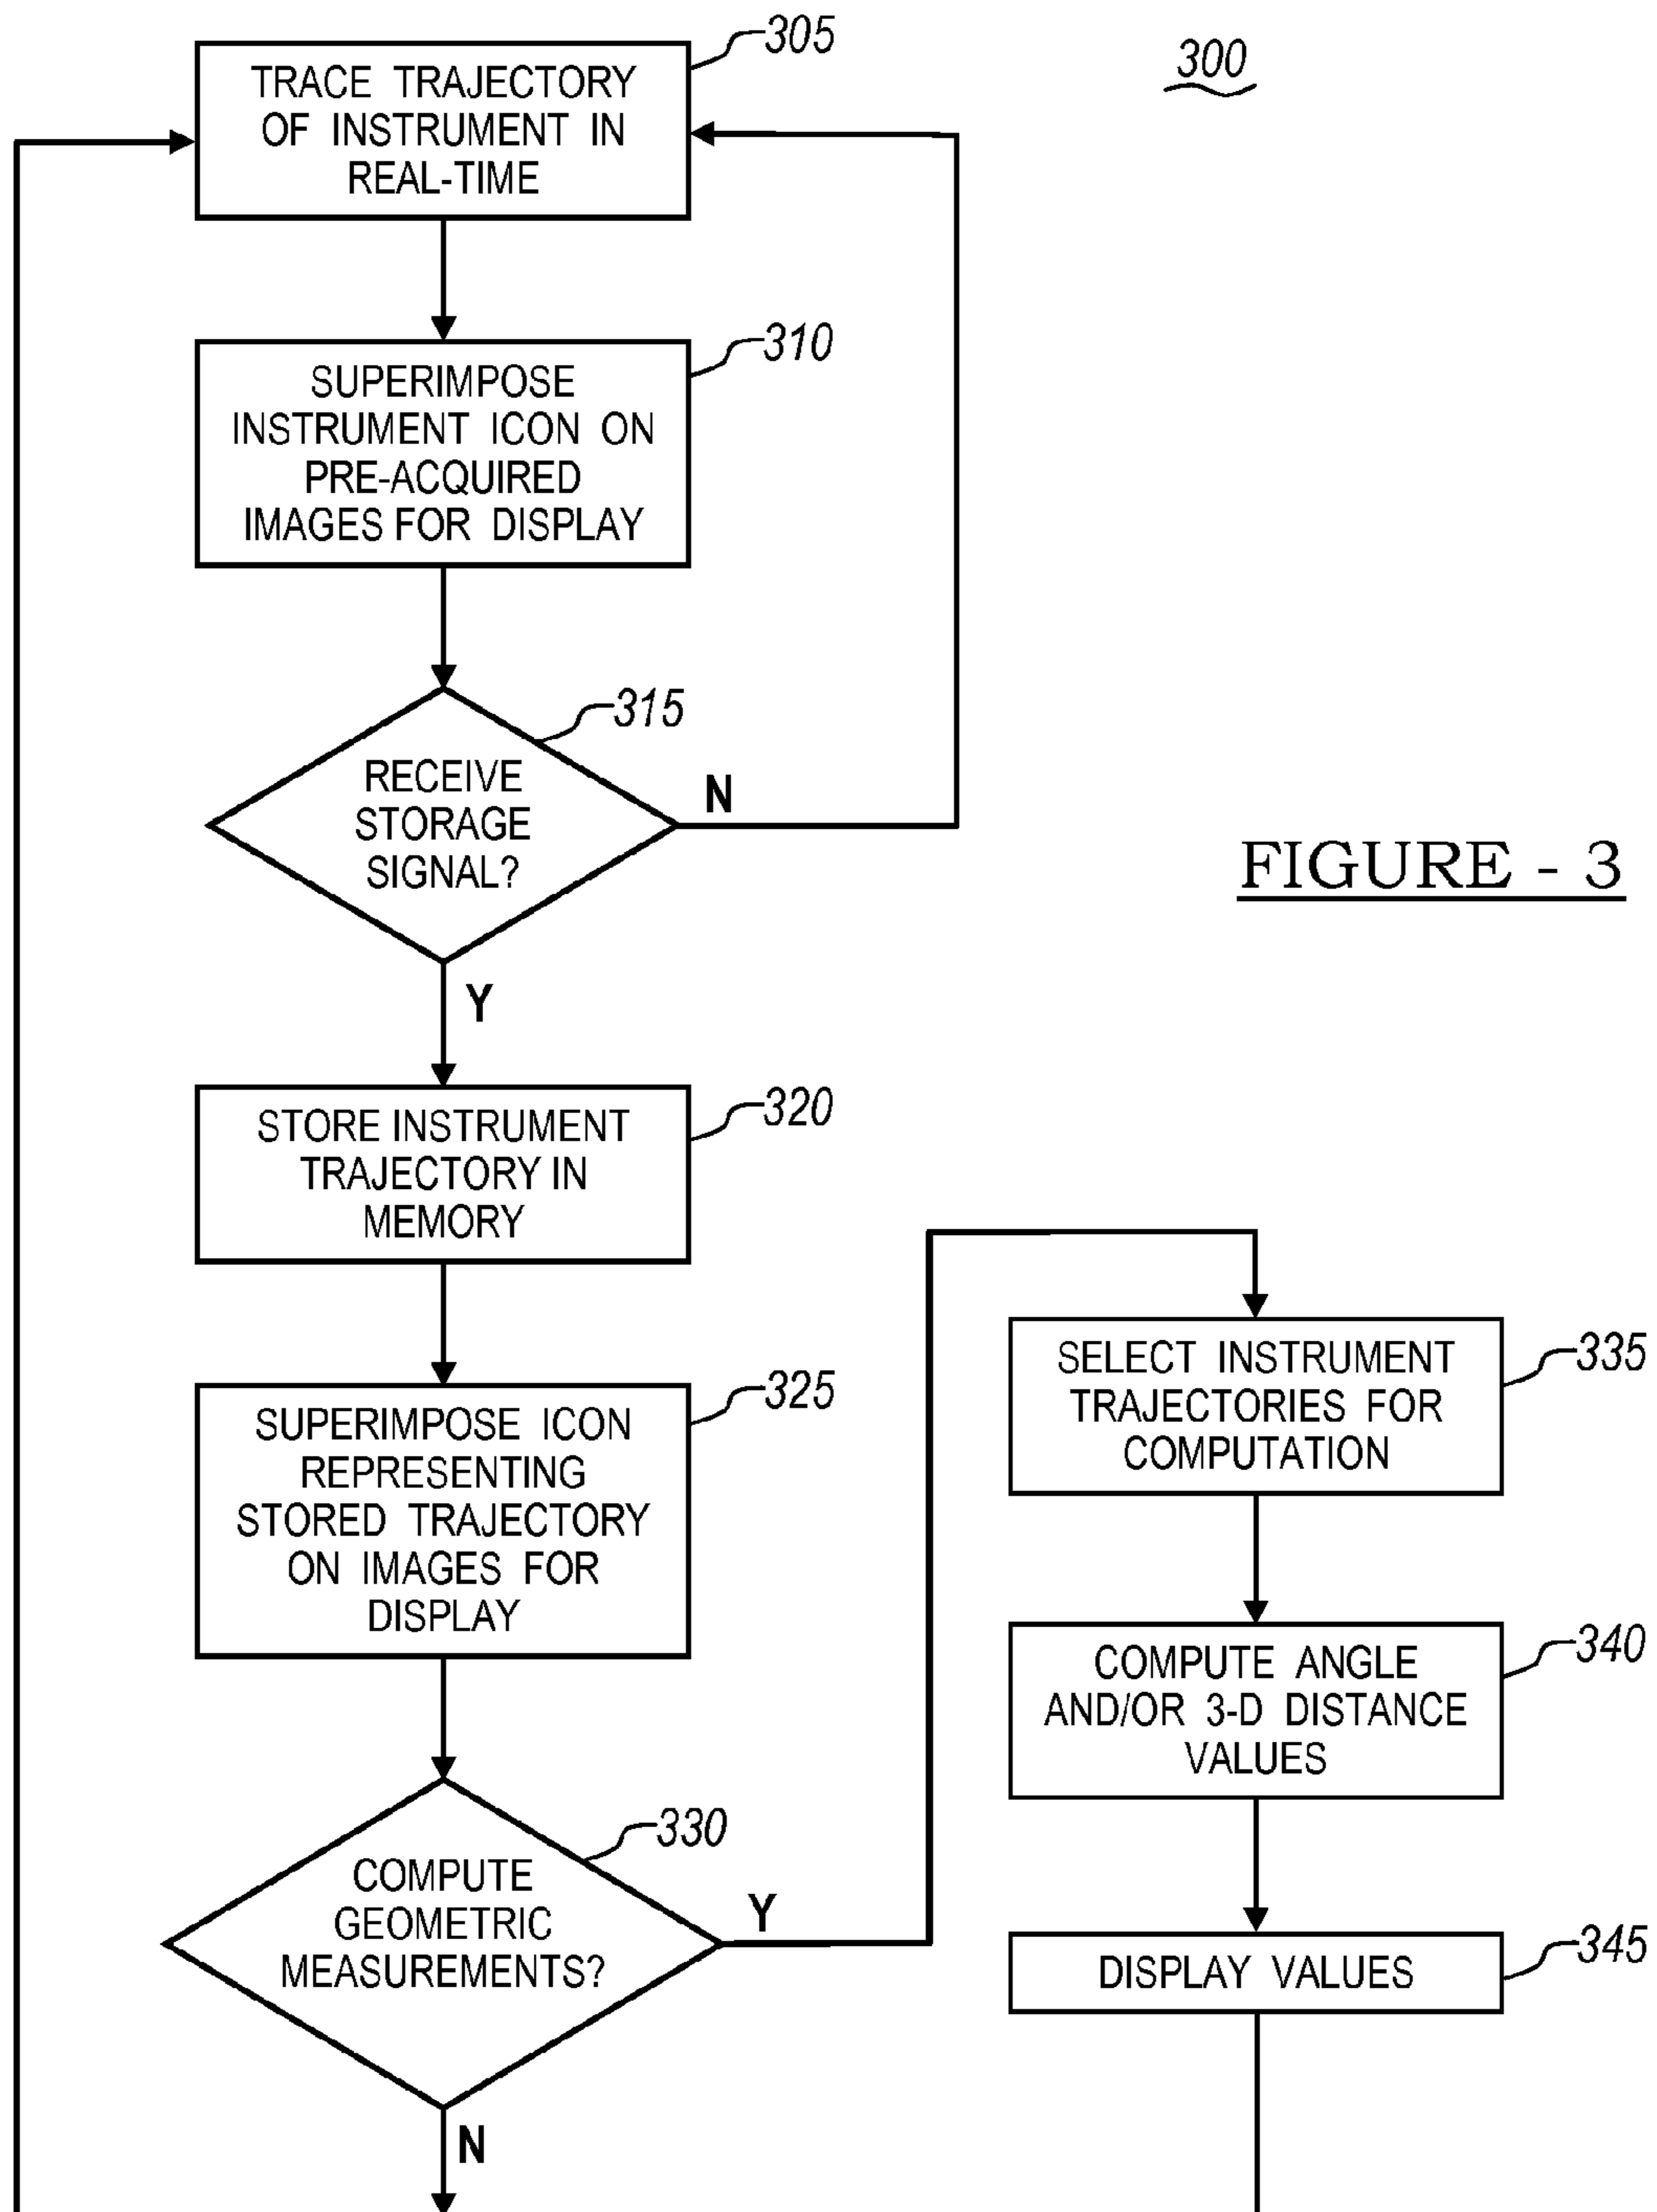 305
300
TRACE TRAJECTORY
OF INSTRUMENT IN
REAL-TIME
310
SUPERIMPOSE
INSTRUMENT ICON ON
PRE-ACQUIRED
IMAGES FOR DISPLAY
315
RECEIVE
STORAGE
SIGNAL?
N
FIGURE - 3
Y
320
STORE INSTRUMENT
TRAJECTORY IN
MEMORY
325
SUPERIMPOSE ICON
REPRESENTING
STORED TRAJECTORY
ON IMAGES FOR
DISPLAY
330
COMPUTE
GEOMETRIC
MEASUREMENTS?
Y
N
335
SELECT INSTRUMENT
TRAJECTORIES FOR
COMPUTATION
340
COMPUTE ANGLE
AND/OR 3-D DISTANCE
VALUES
345
DISPLAY VALUES